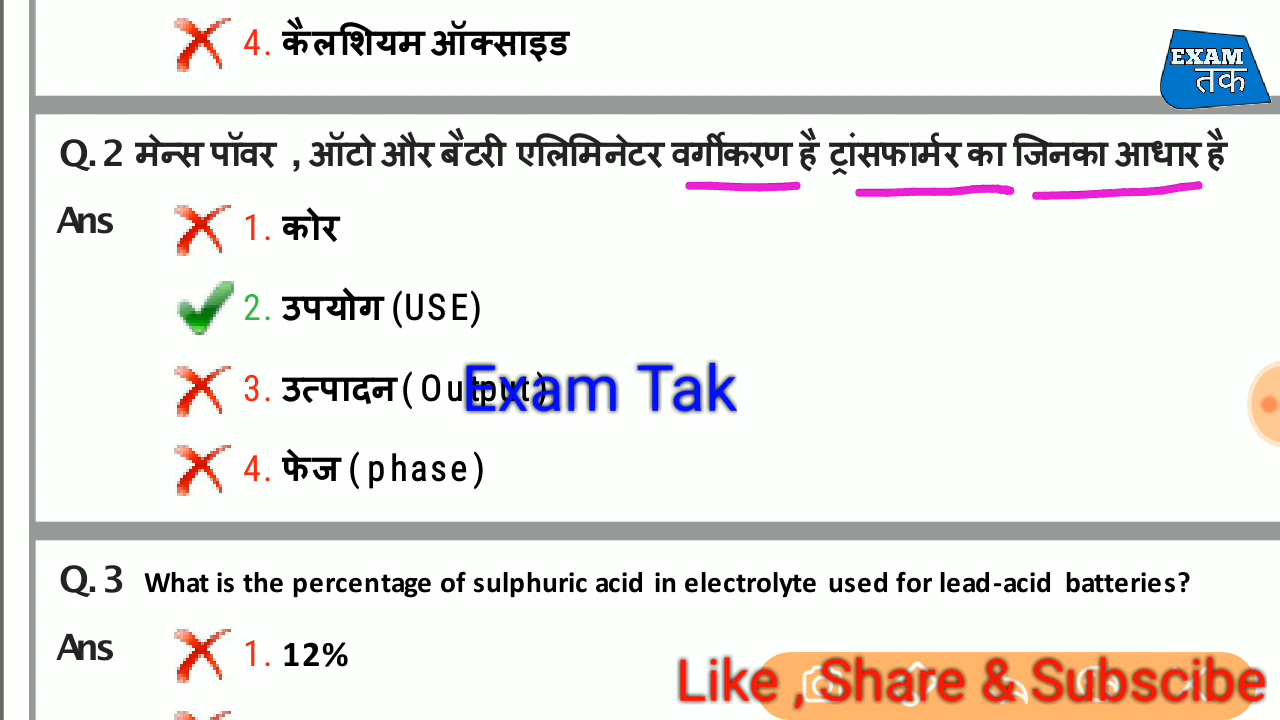 4. कैलशियम ऑक्साइड
EXAM
तक
Q. 2 मेन्स पॉवर , ऑटो और बैटरी एलिमिनेटर वर्गीकरण है ट्रांसफार्मर का जिनका आधार है
Ans
1. कोर
2. उपयोग (USE)
3. उत्पादन ( Output )
Exam Tak
4. फेज ( phase )
Q. 3 What is the percentage of sulphuric acid in electrolyte used for lead-acid batteries?
Ans
1. 12%
Like , Share & Subscibe